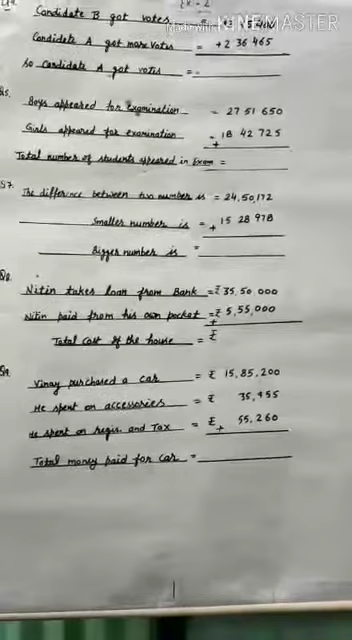 Candidate B got votes =
Made with KINEMASTER
Candidate A got more votes = +2 36 465
So Candidate A got votes =
Boys appeared for examination = 27 51 650
Girls appeared for examination = + 18 42 725
Total number of students appeared in Exam =
The difference between two number is = 24,50,172
Smaller number is = + 15 28 978
Bigger number is =
Nitin takes loan from Bank = ₹ 35,50,000
Nitin paid from his own pocket = + ₹ 5,55,000
Total cost of the house = ₹
Vinay purchased a car = ₹ 15,85,200
He spent on accessories = ₹
He spent on regis. and Tax = ₹ + 55,260
Total money paid for car =